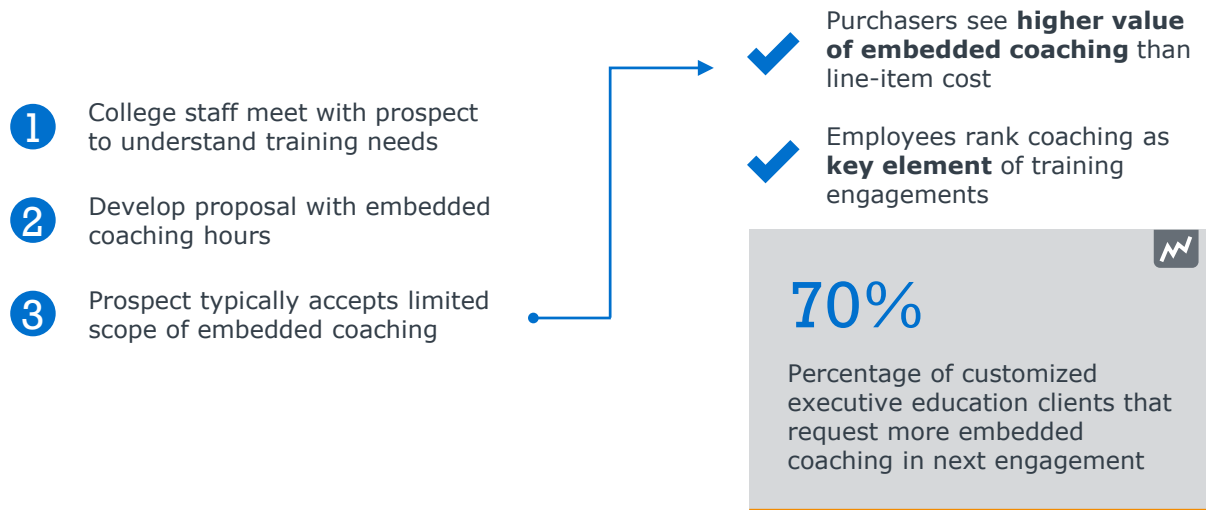 1
College staff meet with prospect
to understand training needs
2
Develop proposal with embedded
coaching hours
3
Prospect typically accepts limited
scope of embedded coaching
Purchasers see higher value
of embedded coaching than
line-item cost
Employees rank coaching as
key element of training
engagements
70%
Percentage of customized
executive education clients that
request more embedded
coaching in next engagement